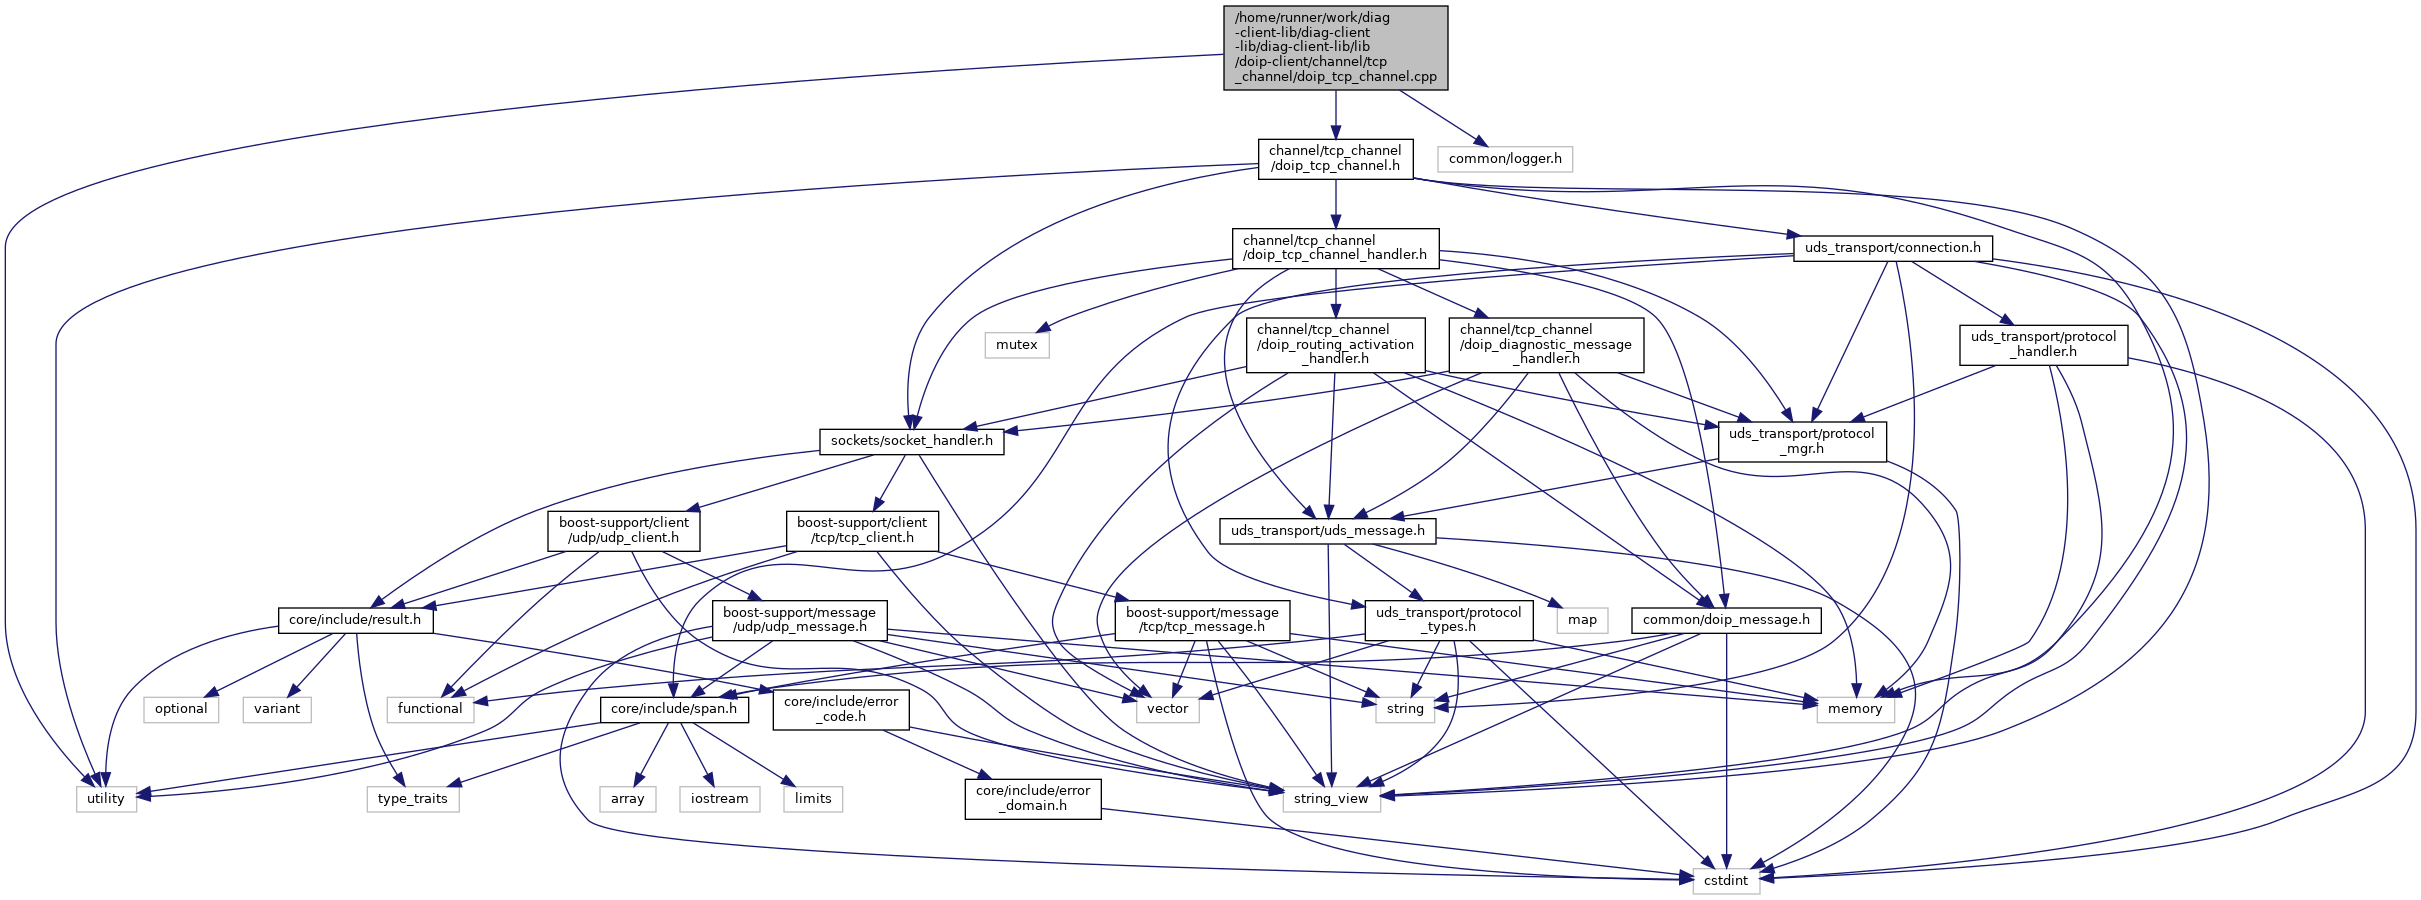 /home/runner/work/diag
-client-lib/diag-client
-lib/diag-client-lib/lib
/doip-client/channel/tcp
_channel/doip_tcp_channel.cpp
channel/tcp_channel
/doip_tcp_channel.h
common/logger.h
channel/tcp_channel
/doip_tcp_channel_handler.h
uds_transport/connection.h
mutex
channel/tcp_channel
/doip_routing_activation
_handler.h
channel/tcp_channel
/doip_diagnostic_message
_handler.h
uds_transport/protocol
_handler.h
sockets/socket_handler.h
uds_transport/protocol
_mgr.h
boost-support/client
/udp/udp_client.h
boost-support/client
/tcp/tcp_client.h
uds_transport/uds_message.h
core/include/result.h
boost-support/message
/udp/udp_message.h
boost-support/message
/tcp/tcp_message.h
uds_transport/protocol
_types.h
map
common/doip_message.h
optional
variant
functional
core/include/span.h
core/include/error
_code.h
vector
string
memory
utility
type_traits
array
iostream
limits
core/include/error
_domain.h
string_view
cstdint